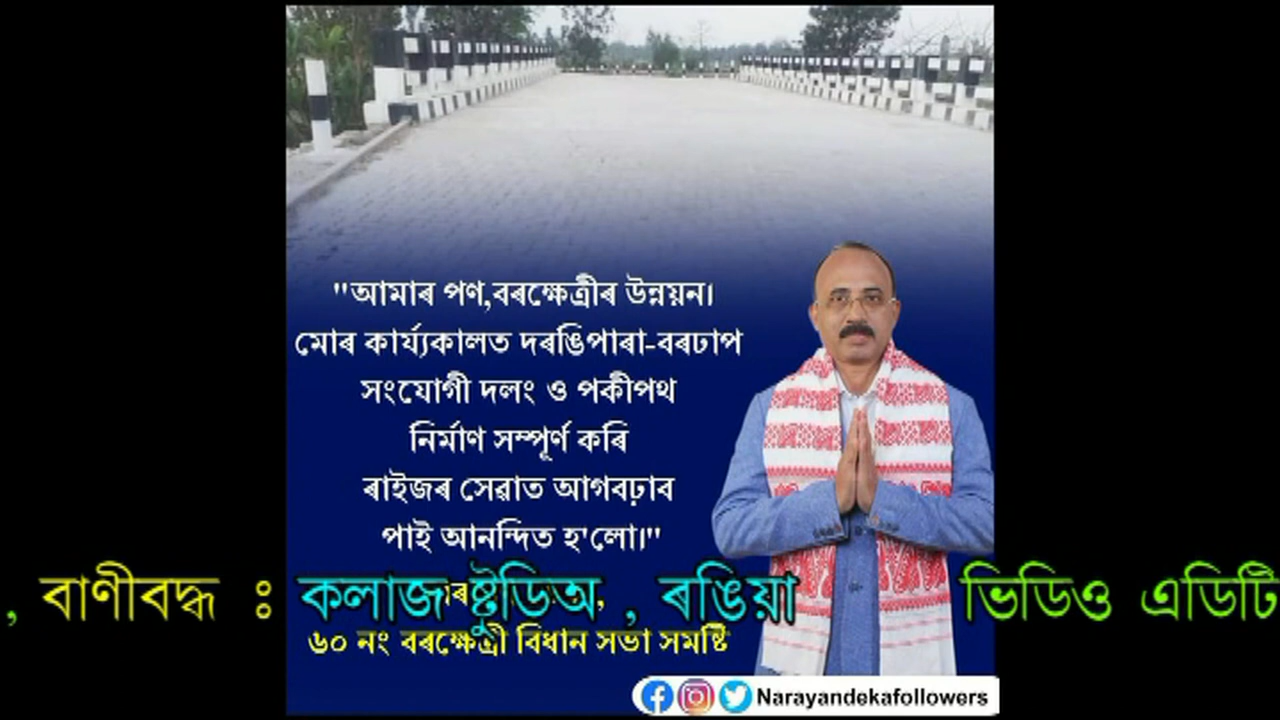 "আমাৰ পণ,বৰক্ষেত্ৰীৰ উন্নয়ন।
মোৰ কাৰ্য্যকালত দৰঙিপাৰা-বৰঢাপ
সংযোগী দলং ও পকীপথ
নিৰ্মাণ সম্পূৰ্ণ কৰি
ৰাইজৰ সেৱাত আগবঢ়াব
পাই আনন্দিত হ'লো।"
, বাণীবদ্ধ ঃ কলাজ ষ্টুডিঅ , ৰঙিয়া ভিডিও এডিটি
৬০ নং বৰক্ষেত্ৰী বিধান সভা সমষ্টি
Narayandekafollowers